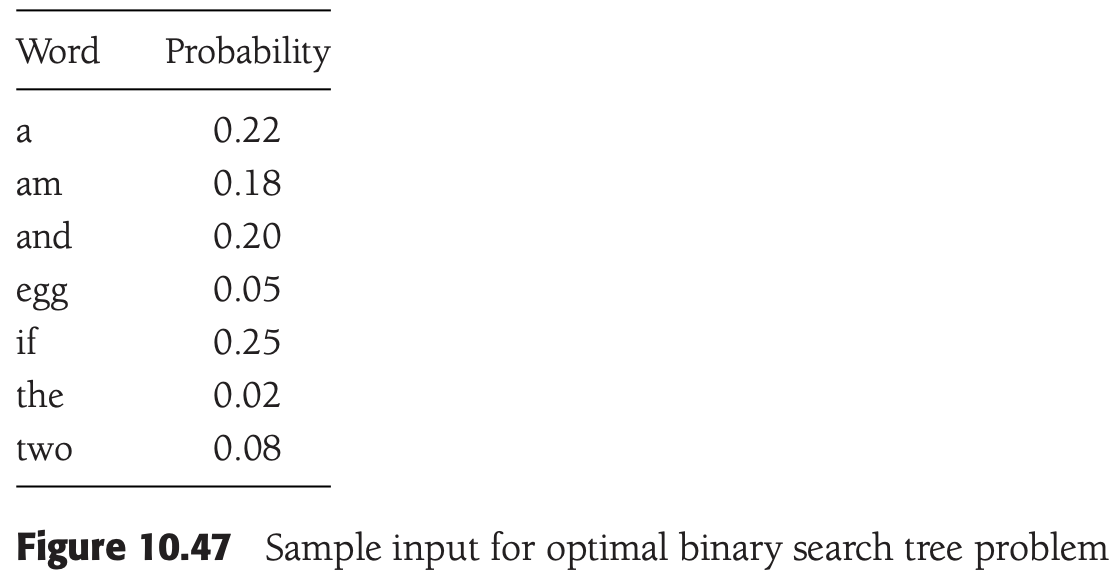 Word Probability
a 0.22
am 0.18
and 0.20
egg 0.05
if 0.25
the 0.02
two 0.08
Figure 10.47 Sample input for optimal binary search tree problem